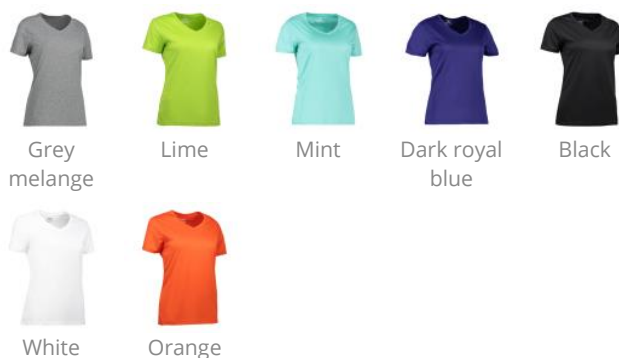 Grey
melange
Lime
Mint
Dark royal
blue
Black
White
Orange